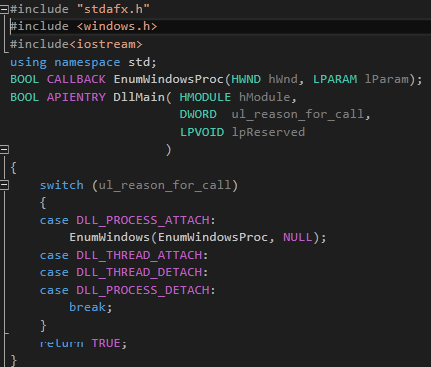 #include "stdafx.h"
#include <windows.h>
#include<iostream>
using namespace std;
BOOL CALLBACK EnumWindowsProc(HWND hWnd, LPARAM lParam);
BOOL APIENTRY DllMain( HMODULE hModule,
DWORD  ul_reason_for_call,
LPVOID lpReserved
)
{
switch (ul_reason_for_call)
{
case DLL_PROCESS_ATTACH:
EnumWindows(EnumWindowsProc, NULL);
case DLL_THREAD_ATTACH:
case DLL_THREAD_DETACH:
case DLL_PROCESS_DETACH:
break;
}
return TRUE;
}